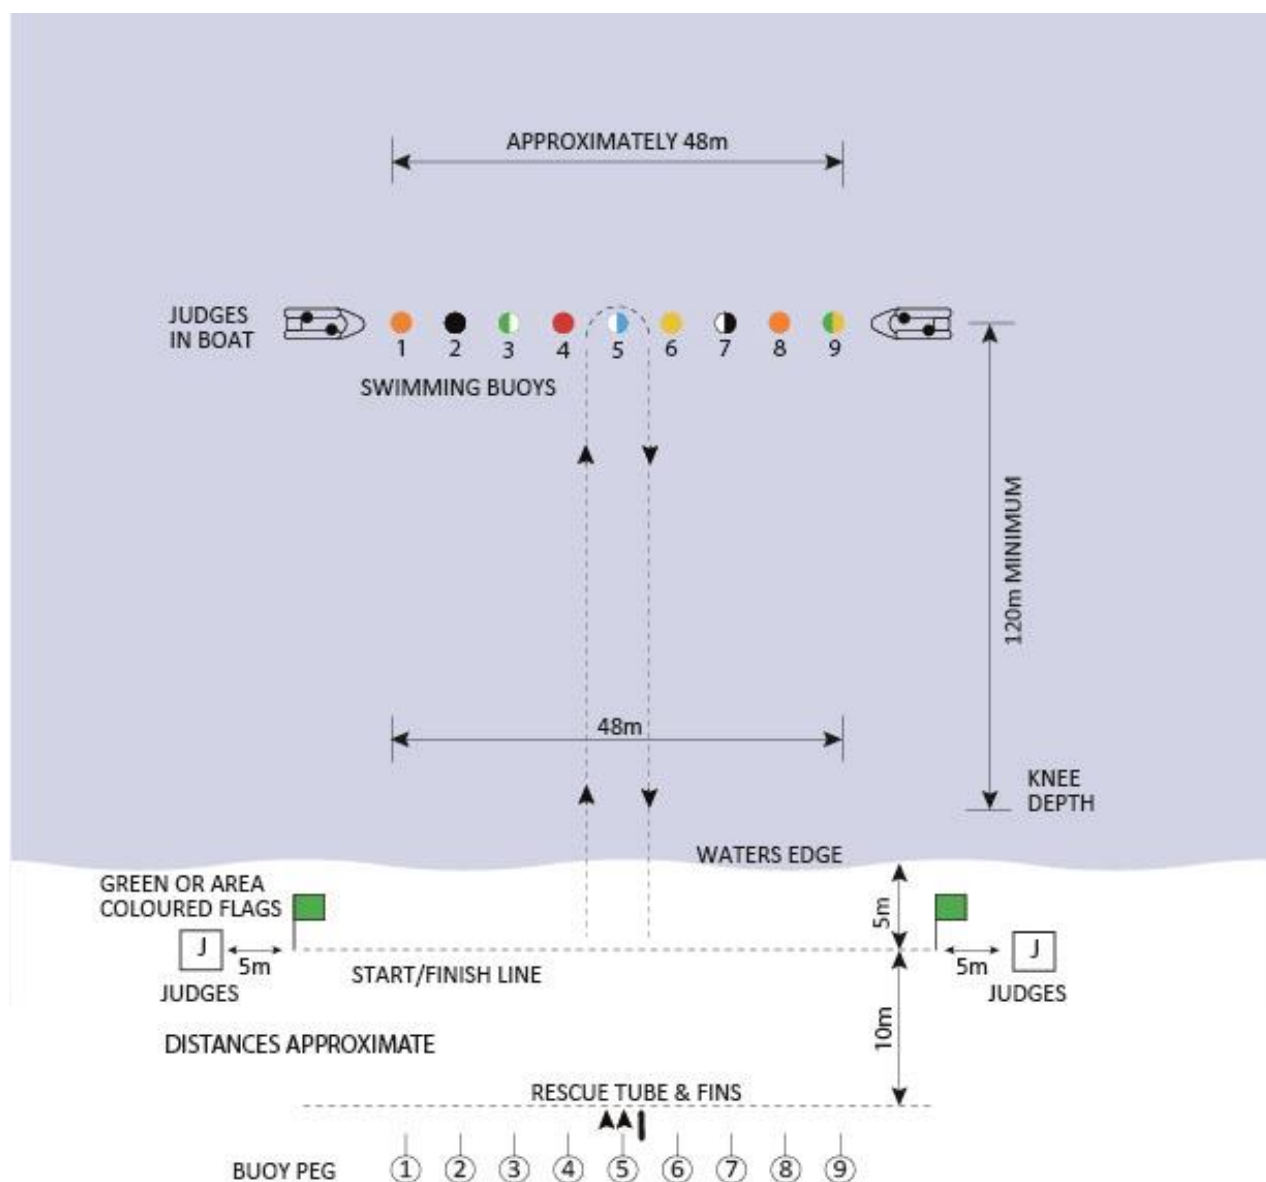 APPROXIMATELY 48m
JUDGES
IN BOAT
1 2 3 4 5 6 7 8 9
SWIMMING BUOYS
120m MINIMUM
48m
KNEE
DEPTH
WATERS EDGE
GREEN OR AREA
COLOURED FLAGS
5m
J
5m
5m
J
START/FINISH LINE
JUDGES
JUDGES
10m
DISTANCES APPROXIMATE
RESCUE TUBE & FINS
BUOY PEG 1 2 3 4 5 6 7 8 9